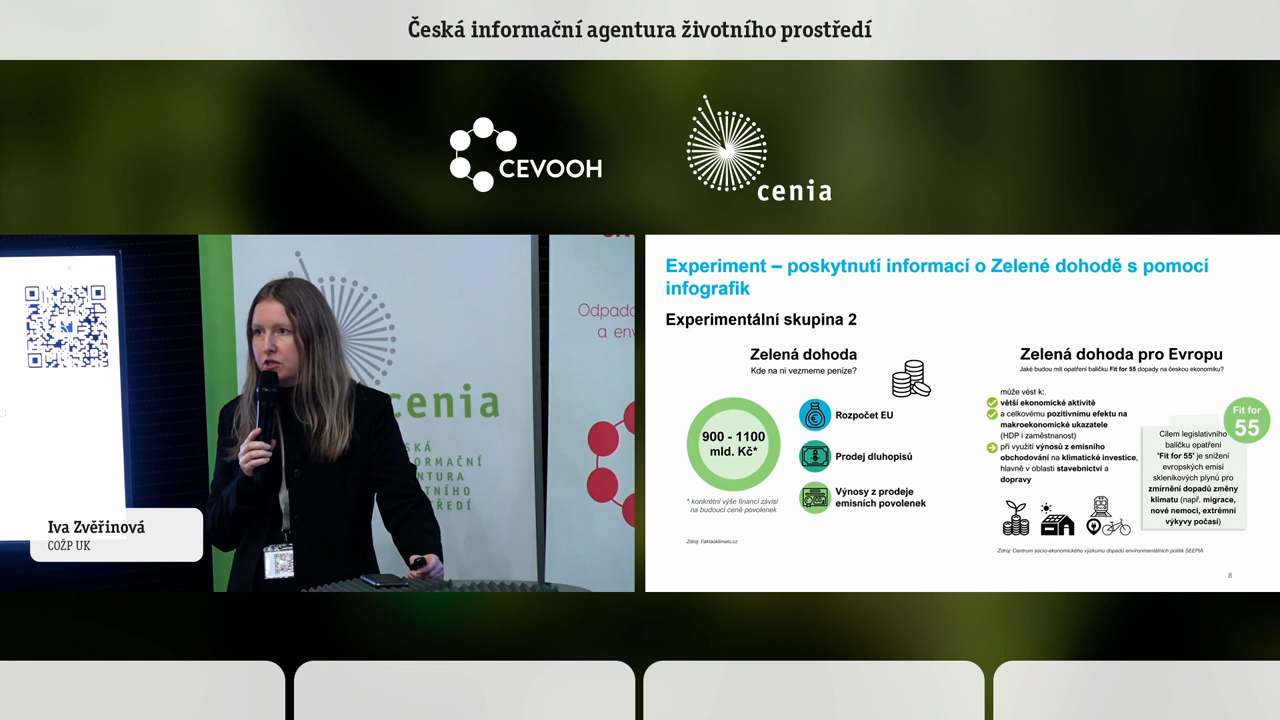 Česká informační agentura životního prostředí
CEVOOH
cenia
Odpado
a env
cenia
Iva Zvěřinová
COŽP UK
Experiment – poskytnutí informací o Zelené dohodě s pomocí
infografik
Experimentální skupina 2
Zelená dohoda
Kde na ni vezmeme peníze?
900 - 1100
mld. Kč*
* konkrétní výše financí závisí
na budoucí ceně povolenek
Rozpočet EU
Prodej dluhopisů
Výnosy z prodeje
emisních povolenek
Zdroj: Faktaoklimatu.cz
Zelená dohoda pro Evropu
Jaké budou mít opatření balíčku Fit for 55 dopady na českou ekonomiku?
může vést k:
větší ekonomické aktivitě
a celkovému pozitivnímu efektu na
makroekonomické ukazatele
(HDP i zaměstnanost)
při využití výnosů z emisního
obchodování na klimatické investice,
hlavně v oblasti stavebnictví a
dopravy
Fit for
55
Cílem legislativního
balíčku opatření
'Fit for 55' je snížení
evropských emisí
skleníkových plynů pro
zmírnění dopadů změny
klimatu (např. migrace,
nové nemoci, extrémní
výkyvy počasí)
Zdroj: Centrum socio-ekonomického výzkumu dopadů environmentálních politik SEEPIA
8